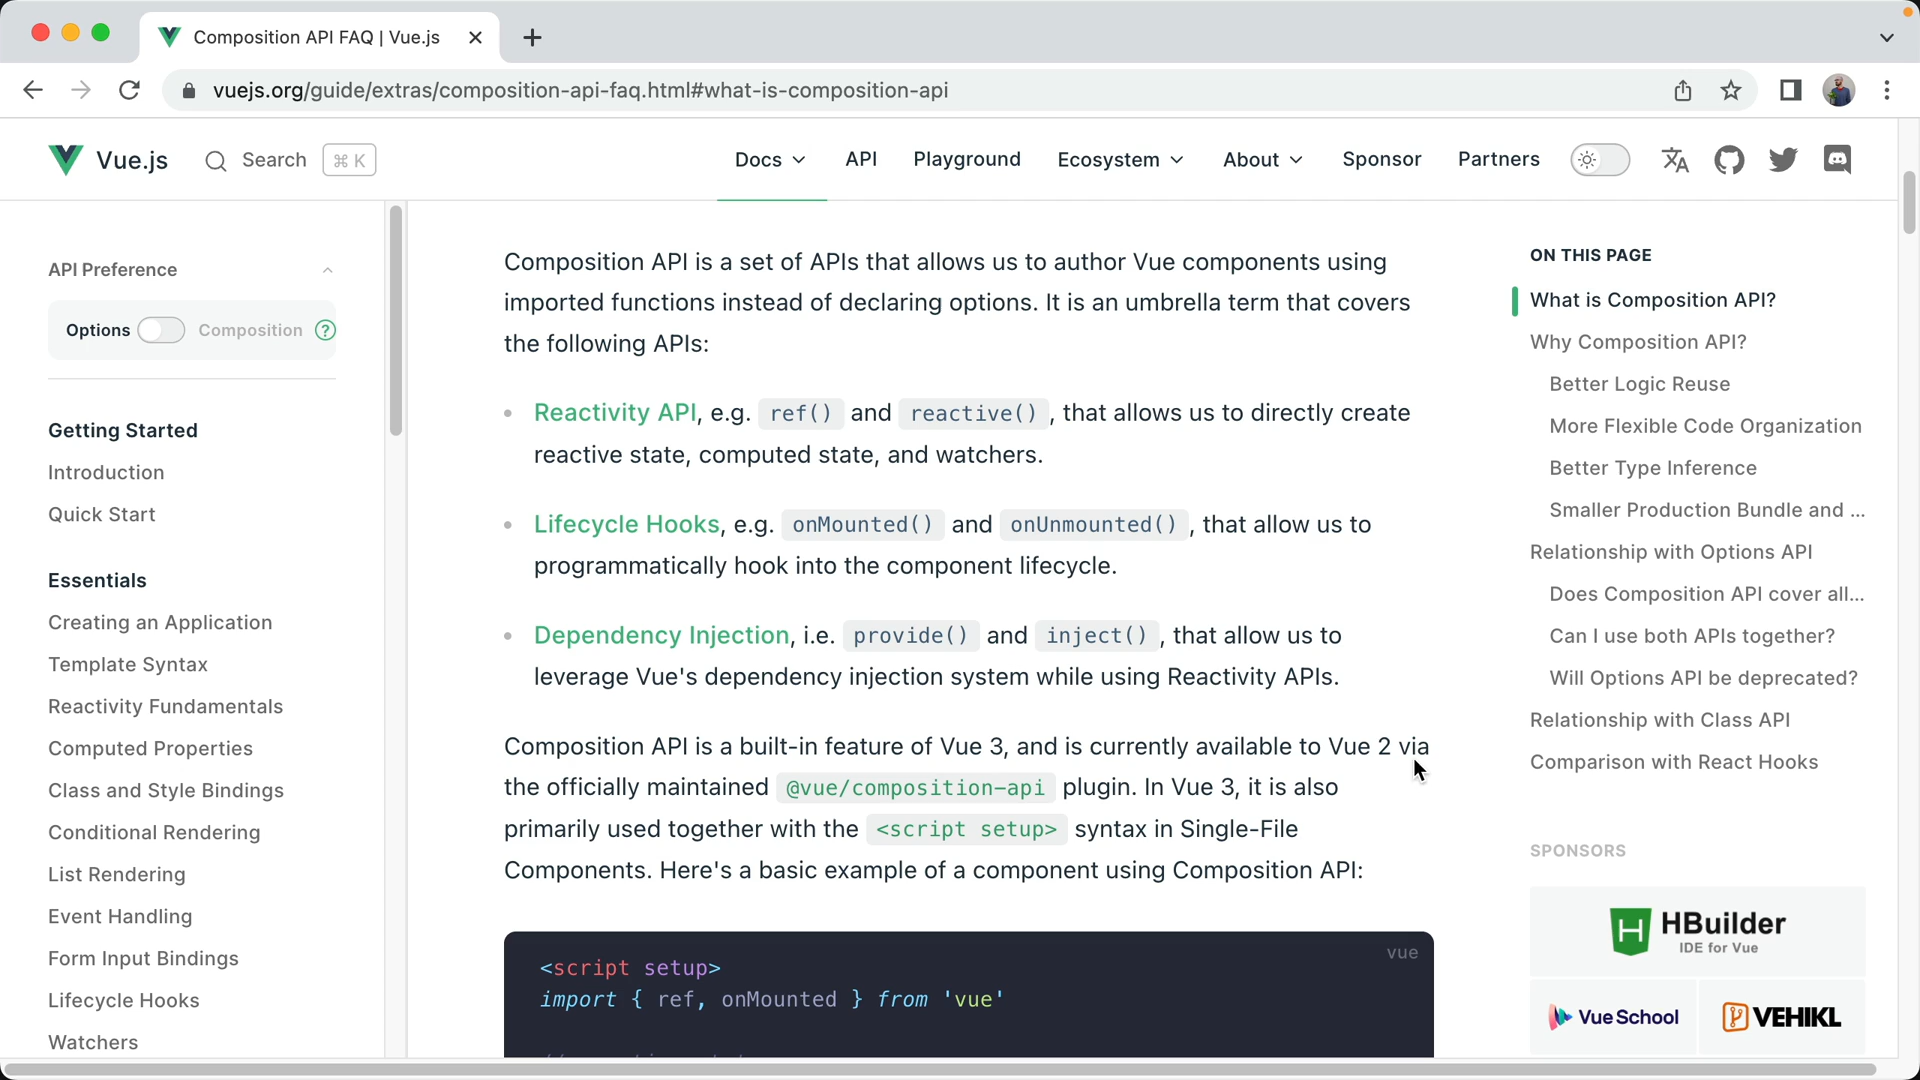 Composition API FAQ | Vue.js
vuejs.org/guide/extras/composition-api-faq.html#what-is-composition-api
Vue.js
Search
⌘ K
Docs
API
Playground
Ecosystem
About
Sponsor
Partners
API Preference
Options
Composition
?
Getting Started
Introduction
Quick Start
Essentials
Creating an Application
Template Syntax
Reactivity Fundamentals
Computed Properties
Class and Style Bindings
Conditional Rendering
List Rendering
Event Handling
Form Input Bindings
Lifecycle Hooks
Watchers
Composition API is a set of APIs that allows us to author Vue components using
imported functions instead of declaring options. It is an umbrella term that covers
the following APIs:
• Reactivity API, e.g. ref() and reactive(), that allows us to directly create
reactive state, computed state, and watchers.
• Lifecycle Hooks, e.g. onMounted() and onUnmounted(), that allow us to
programmatically hook into the component lifecycle.
• Dependency Injection, i.e. provide() and inject(), that allow us to
leverage Vue's dependency injection system while using Reactivity APIs.
Composition API is a built-in feature of Vue 3, and is currently available to Vue 2 via
the officially maintained @vue/composition-api plugin. In Vue 3, it is also
primarily used together with the <script setup> syntax in Single-File
Components. Here's a basic example of a component using Composition API:
vue
<script setup>
import { ref, onMounted } from 'vue'
ON THIS PAGE
What is Composition API?
Why Composition API?
Better Logic Reuse
More Flexible Code Organization
Better Type Inference
Smaller Production Bundle and ...
Relationship with Options API
Does Composition API cover all...
Can I use both APIs together?
Will Options API be deprecated?
Relationship with Class API
Comparison with React Hooks
SPONSORS
H HBuilder
IDE for Vue
Vue School
VEHIKL